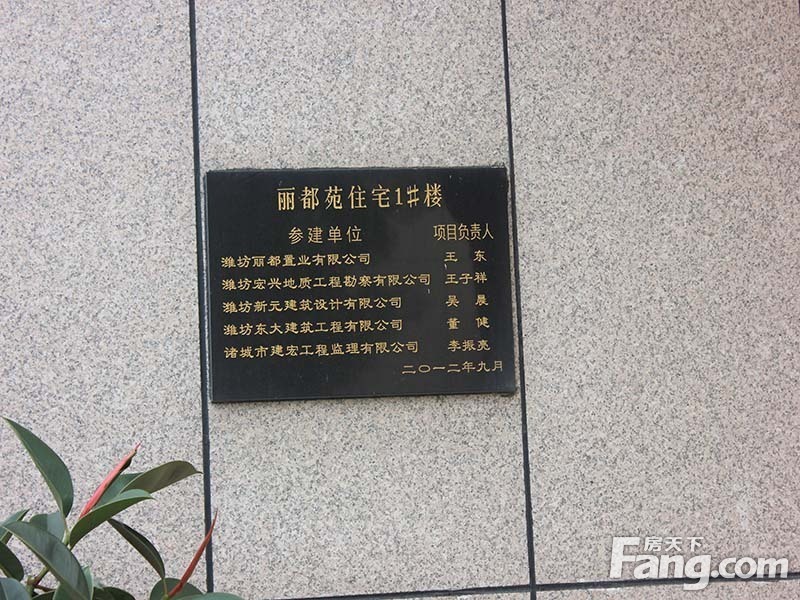 丽都苑住宅1#楼
参建单位 项目负责人
潍坊丽都置业有限公司 王东
潍坊宏兴地质工程勘察有限公司 王子祥
潍坊新元建筑设计有限公司 吴晨
潍坊东大建筑工程有限公司 董健
诸城市建宏工程监理有限公司 李振亮
二〇一二年九月
房天下
Fang.com